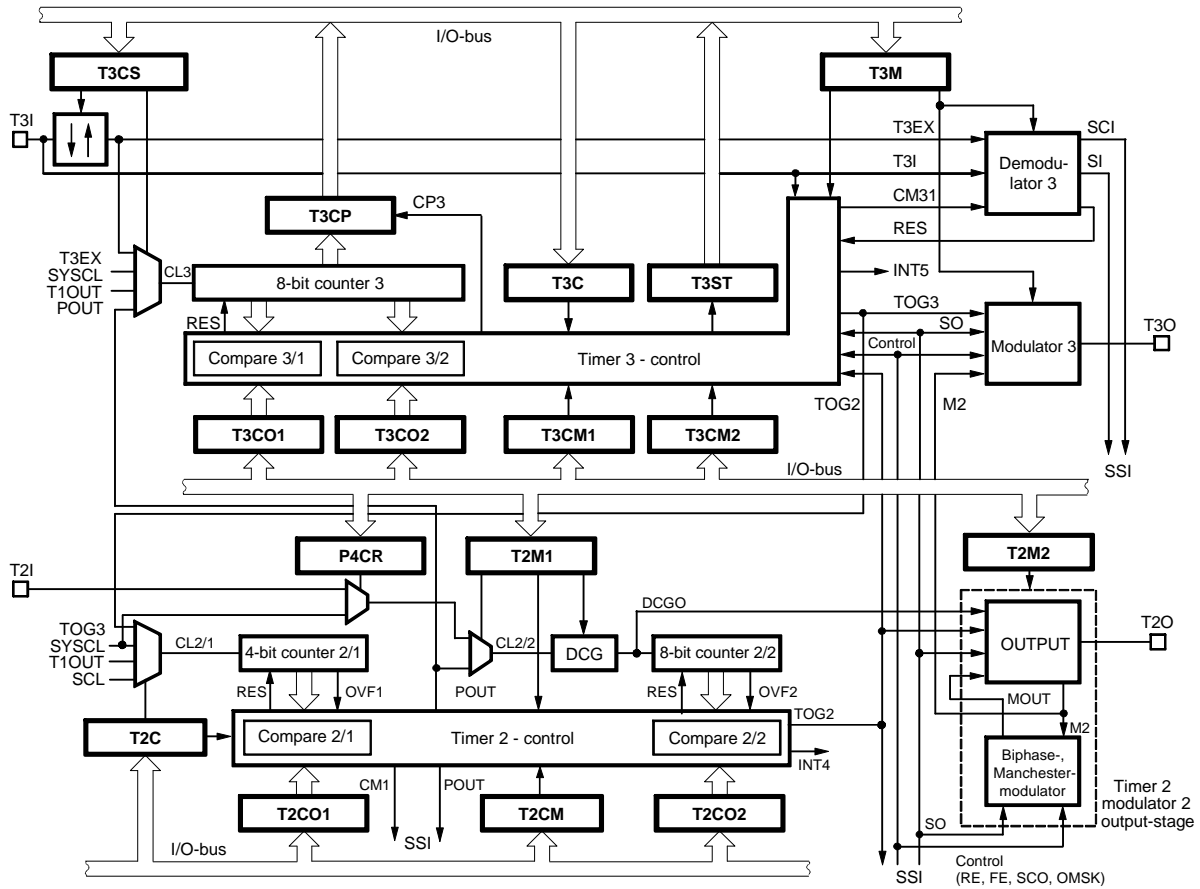 I/O-bus
T3CS
T3M
T3I
T3EX
SCI
T3I
SI
Demodu-
lator 3
CM31
T3CP
CP3
RES
T3EX
SYSCL
T1OUT
POUT
CL3
8-bit counter 3
T3C
T3ST
INT5
RES
TOG3
SO
T3O
Compare 3/1
Compare 3/2
Timer 3 - control
Control
Modulator 3
TOG2
M2
T3CO1
T3CO2
T3CM1
T3CM2
I/O-bus
SSI
P4CR
T2M1
T2M2
T2I
DCGO
TOG3
SYSCL
T1OUT
SCL
CL2/1
4-bit counter 2/1
CL2/2
DCG
8-bit counter 2/2
OUTPUT
T2O
RES
OVF1
POUT
RES
OVF2
MOUT
TOG2
M2
T2C
Compare 2/1
Timer 2 - control
Compare 2/2
INT4
Biphase-,
Manchester-
modulator
Timer 2
modulator 2
output-stage
CM1
POUT
T2CO1
T2CM
T2CO2
SSI
SO
I/O-bus
SSI
Control
(RE, FE, SCO, OMSK)